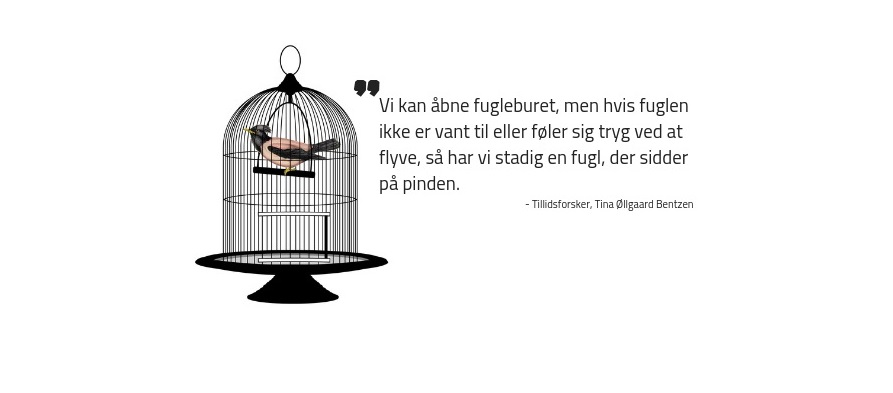 ❞
Vi kan åbne fugleburet, men hvis fuglen
ikke er vant til eller føler sig tryg ved at
flyve, så har vi stadig en fugl, der sidder
på pinden.
- Tillidsforsker, Tina Øllgaard Bentzen